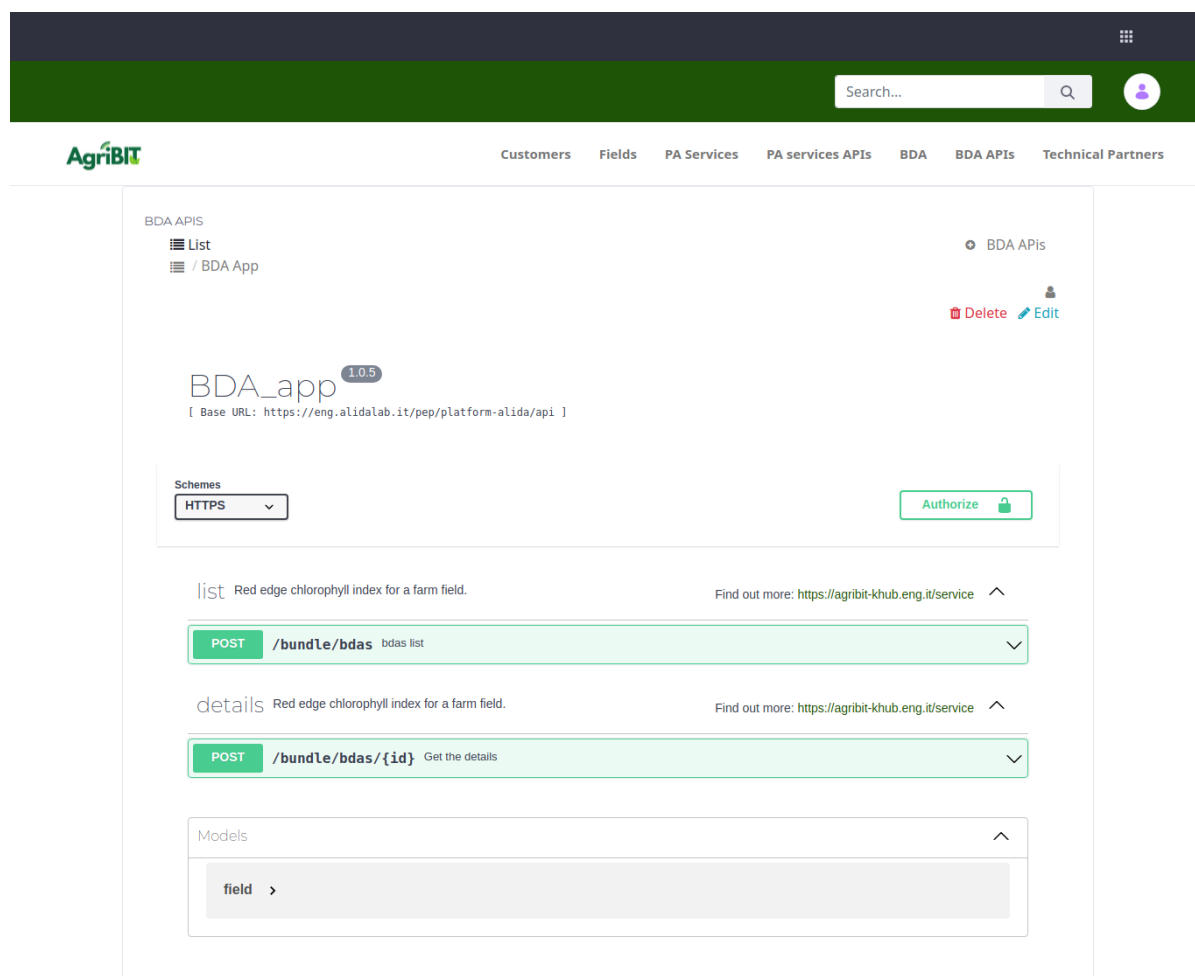 Search...
AgriBIT
Customers Fields PA Services PA services APIs BDA BDA APIs Technical Partners
BDA APIS
List
BDA APis
/ BDA App
Delete Edit
BDA_app 1.0.5
[ Base URL: https://eng.alidalab.it/pep/platform-alida/api ]
Schemes
HTTPS
Authorize
list Red edge chlorophyll index for a farm field. Find out more: https://agribit-khub.eng.it/service
POST /bundle/bdas bdas list
details Red edge chlorophyll index for a farm field. Find out more: https://agribit-khub.eng.it/service
POST /bundle/bdas/{id} Get the details
Models
field